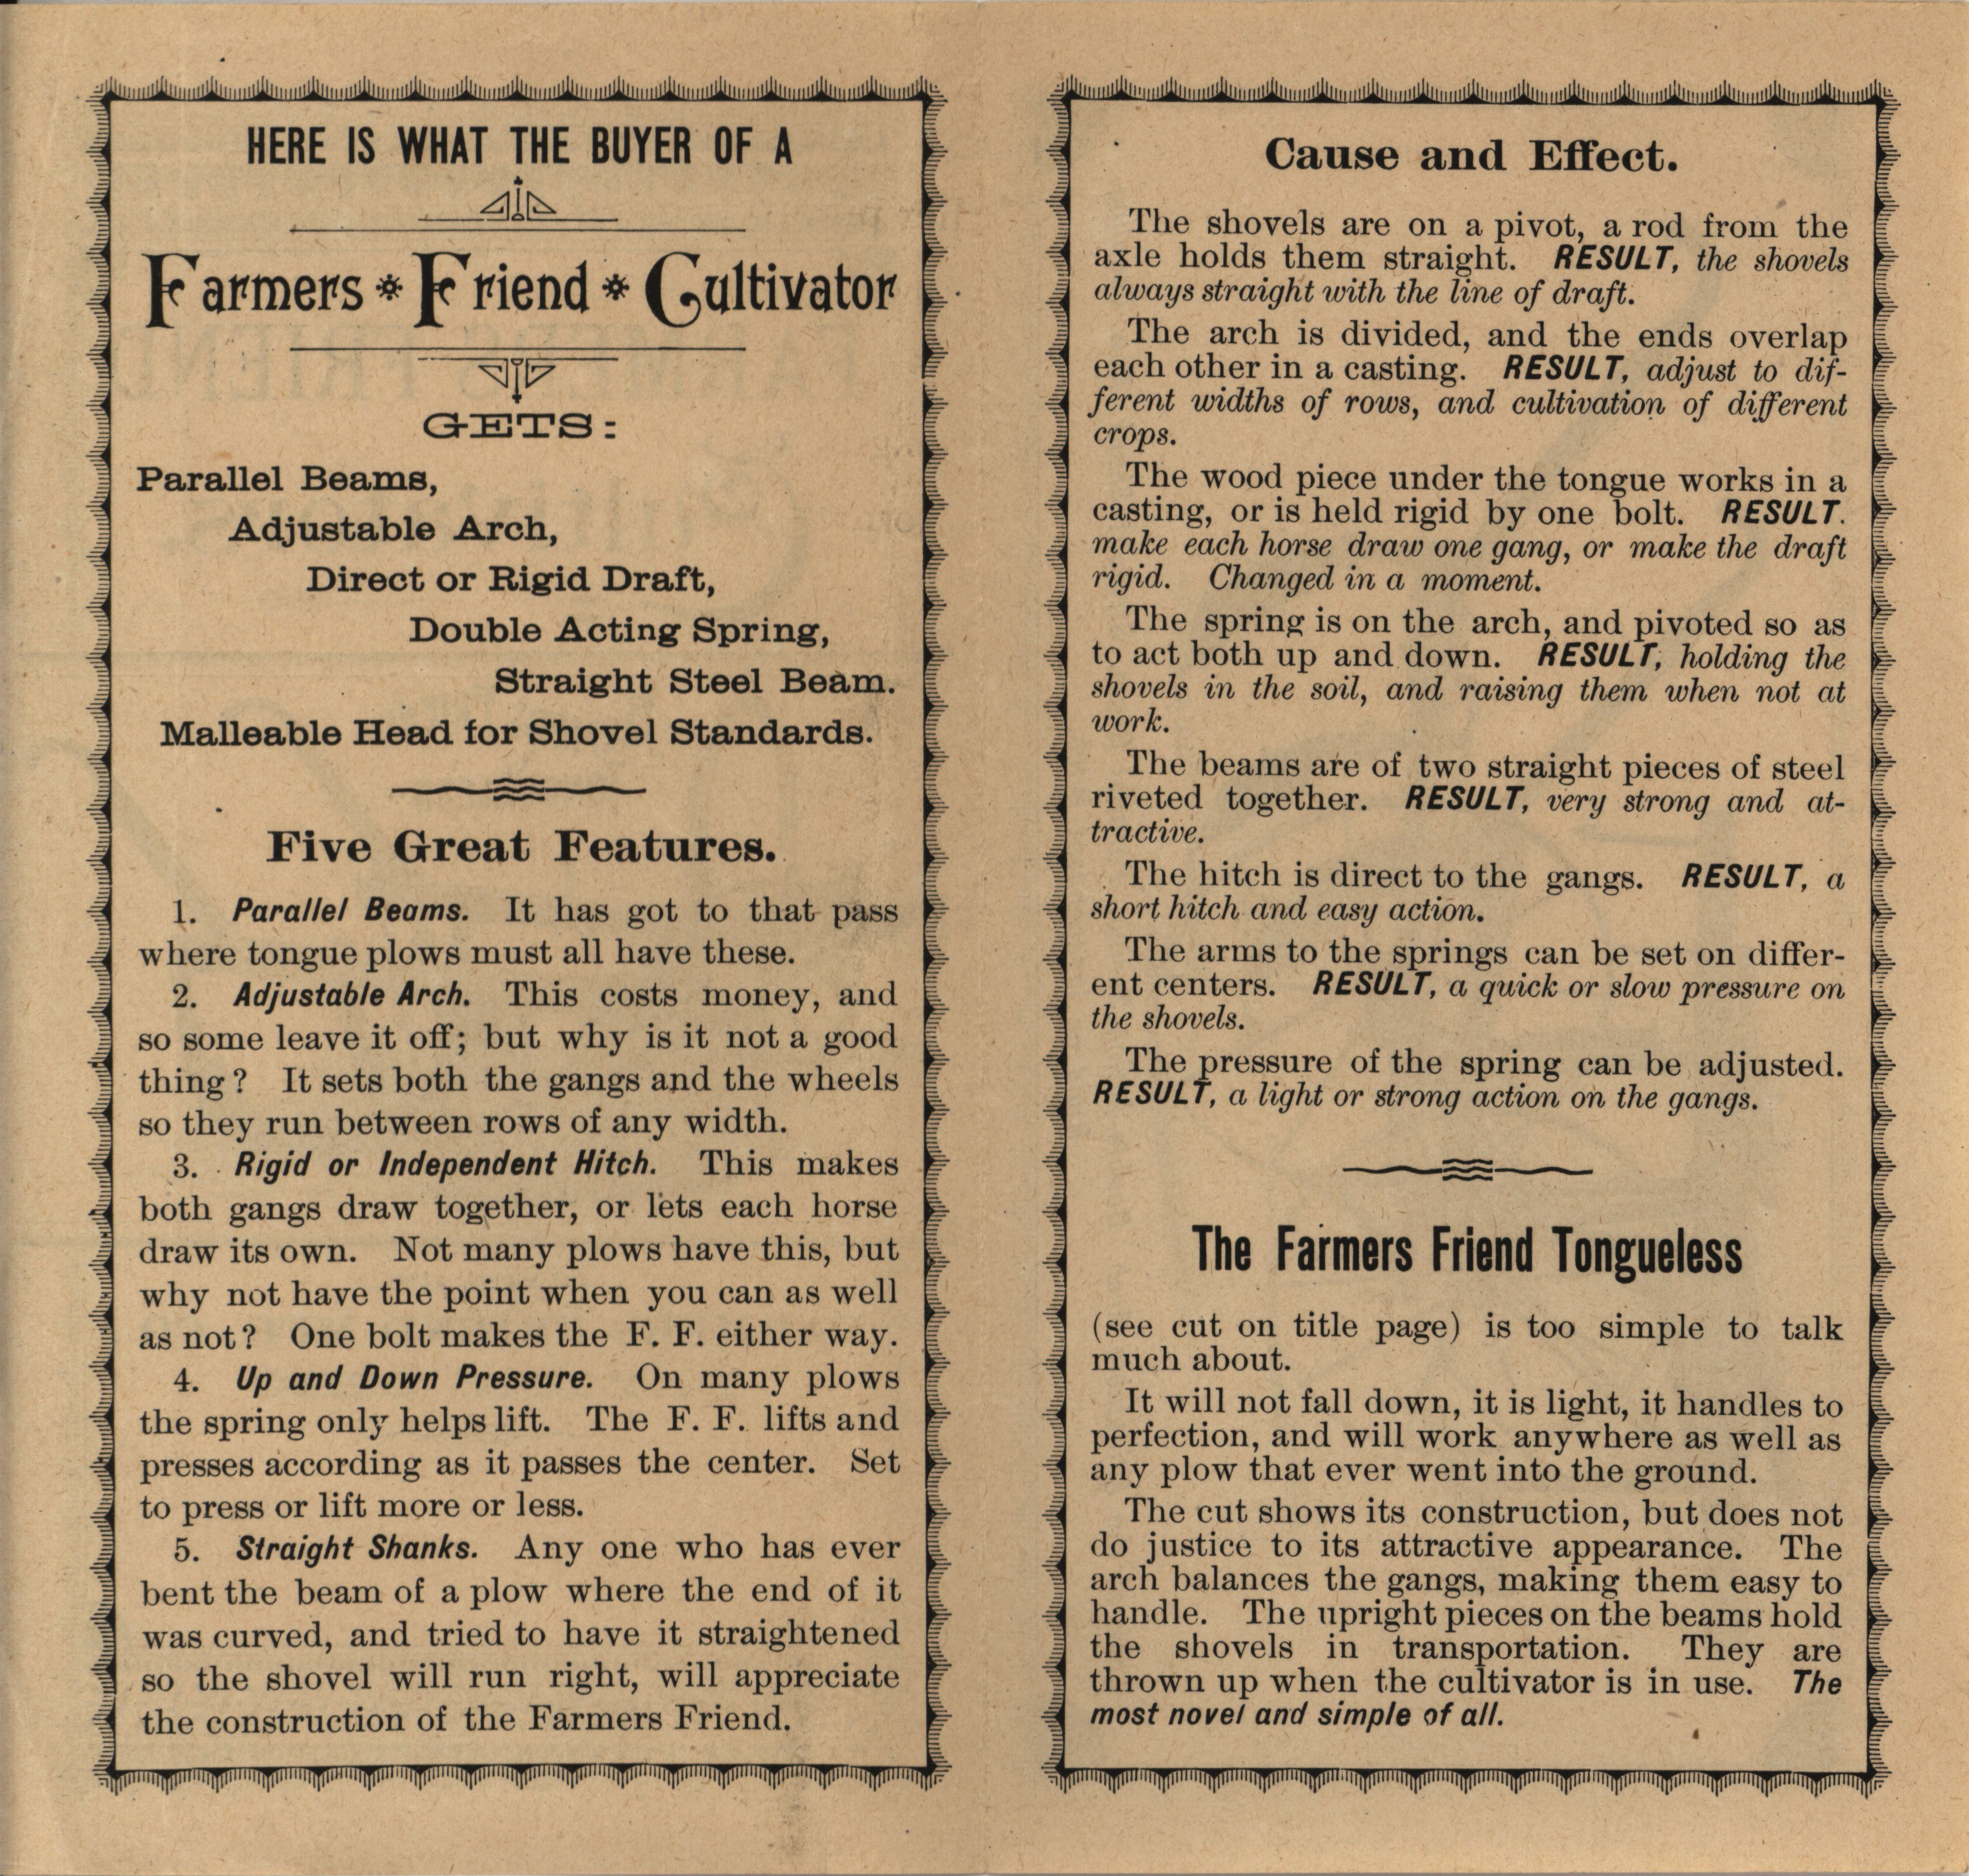 HERE IS WHAT THE BUYER OF A
Farmers * Friend * Cultivator
GETS:
Parallel Beams,
Adjustable Arch,
Direct or Rigid Draft,
Double Acting Spring,
Straight Steel Beam.
Malleable Head for Shovel Standards.
Five Great Features.
1. Parallel Beams. It has got to that pass
where tongue plows must all have these.
2. Adjustable Arch. This costs money, and
so some leave it off; but why is it not a good
thing? It sets both the gangs and the wheels
so they run between rows of any width.
3. Rigid or Independent Hitch. This makes
both gangs draw together, or lets each horse
draw its own. Not many plows have this, but
why not have the point when you can as well
as not? One bolt makes the F. F. either way.
4. Up and Down Pressure. On many plows
the spring only helps lift. The F. F. lifts and
presses according as it passes the center. Set
to press or lift more or less.
5. Straight Shanks. Any one who has ever
bent the beam of a plow where the end of it
was curved, and tried to have it straightened
so the shovel will run right, will appreciate
the construction of the Farmers Friend.
Cause and Effect.
The shovels are on a pivot, a rod from the
axle holds them straight. RESULT, the shovels
always straight with the line of draft.
The arch is divided, and the ends overlap
each other in a casting. RESULT, adjust to dif-
ferent widths of rows, and cultivation of different
crops.
The wood piece under the tongue works in a
casting, or is held rigid by one bolt. RESULT.
make each horse draw one gang, or make the draft
rigid. Changed in a moment.
The spring is on the arch, and pivoted so as
to act both up and down. RESULT, holding the
shovels in the soil, and raising them when not at
work.
The beams are of two straight pieces of steel
riveted together. RESULT, very strong and at-
tractive.
The hitch is direct to the gangs. RESULT, a
short hitch and easy action.
The arms to the springs can be set on differ-
ent centers. RESULT, a quick or slow pressure on
the shovels.
The pressure of the spring can be adjusted.
RESULT, a light or strong action on the gangs.
The Farmers Friend Tongueless
(see cut on title page) is too simple to talk
much about.
It will not fall down, it is light, it handles to
perfection, and will work anywhere as well as
any plow that ever went into the ground.
The cut shows its construction, but does not
do justice to its attractive appearance. The
arch balances the gangs, making them easy to
handle. The upright pieces on the beams hold
the shovels in transportation. They are
thrown up when the cultivator is in use. The
most novel and simple of all.